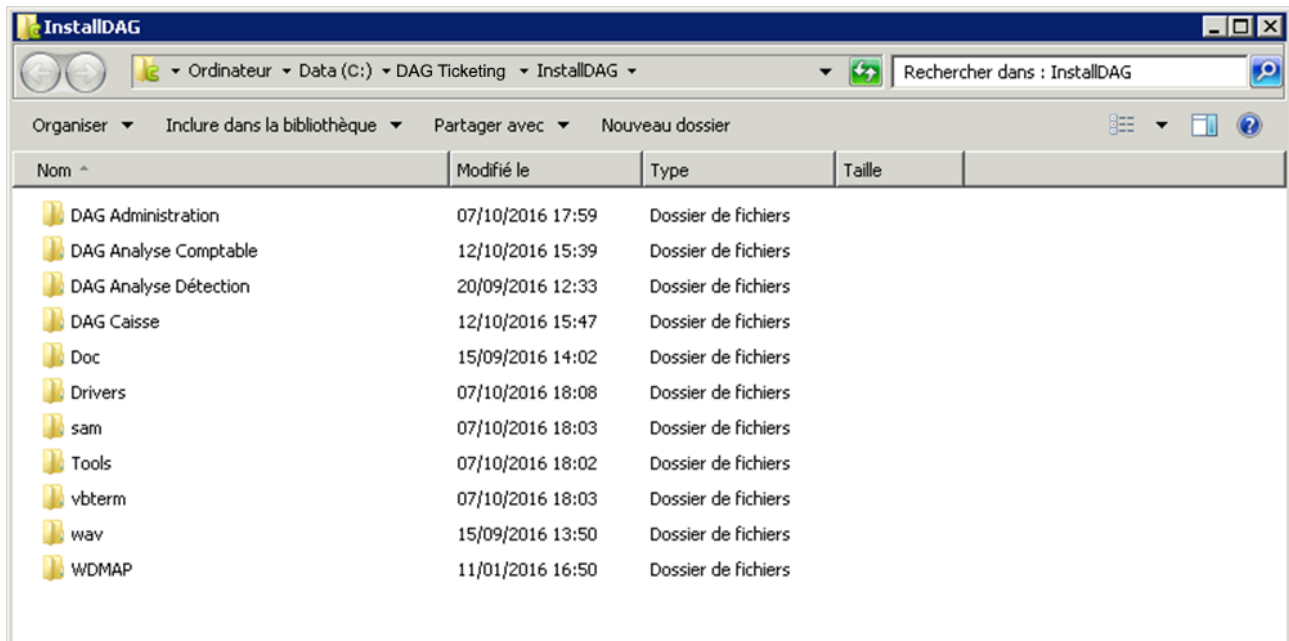 InstallDAG
Ordinateur Data (C:) DAG Ticketing InstallDAG Rechercher dans : InstallDAG
Organiser Inclure dans la bibliothèque Partager avec Nouveau dossier
Nom Modifié le Type Taille
DAG Administration 07/10/2016 17:59 Dossier de fichiers
DAG Analyse Comptable 12/10/2016 15:39 Dossier de fichiers
DAG Analyse Détection 20/09/2016 12:33 Dossier de fichiers
DAG Caisse 12/10/2016 15:47 Dossier de fichiers
Doc 15/09/2016 14:02 Dossier de fichiers
Drivers 07/10/2016 18:08 Dossier de fichiers
sam 07/10/2016 18:03 Dossier de fichiers
Tools 07/10/2016 18:02 Dossier de fichiers
vbterm 07/10/2016 18:03 Dossier de fichiers
wav 15/09/2016 13:50 Dossier de fichiers
WDMAP 11/01/2016 16:50 Dossier de fichiers